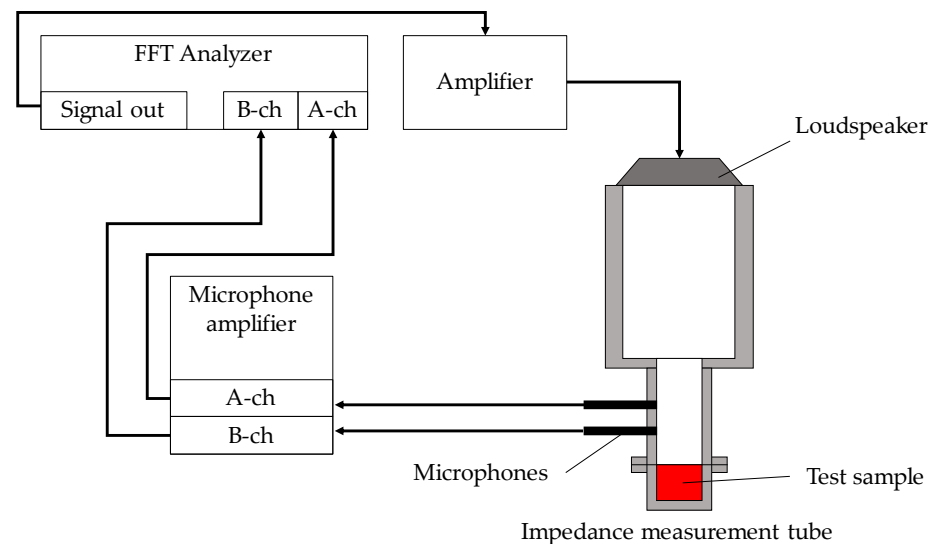 FFT Analyzer
Signal out
B-ch
A-ch
Amplifier
Loudspeaker
Microphone
amplifier
A-ch
B-ch
Microphones
Test sample
Impedance measurement tube